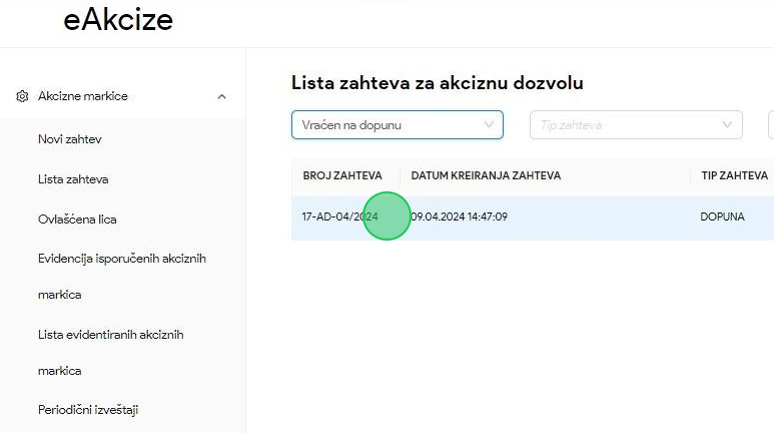 eAkcize
Akcizne markice
Novi zahtev
Lista zahteva
Ovlašćena lica
Evidencija isporučenih akciznih
markica
Lista evidentiranih akciznih
markica
Periodični izveštaji
Lista zahteva za akciznu dozvolu
Vraćen na dopunu
Tip zahteva
BROJ ZAHTEVA DATUM KREIRANJA ZAHTEVA TIP ZAHTEVA
17-AD-04/2024 09.04.2024 14:47:09 DOPUNA